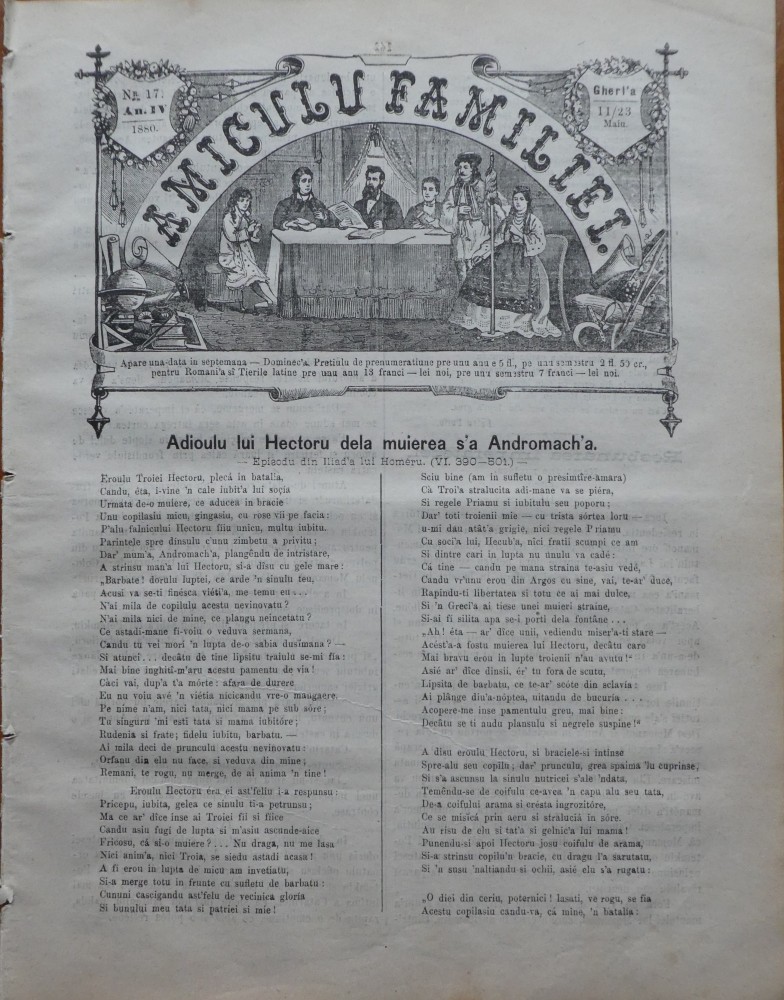 Nr. 17.
An. IV
1880.
AMICULU FAMILIEI.
Gherl'a
11/23
Maiu.
Apare una-data in septemana — Dominec'a. Pretiulu de prenumeratiune pre unu anu e 5 fl., pe unu semestru 2 fl. 50 cr.,
pentru Romani'a si Tierile latine pre unu anu 13 franci — lei noi, pre unu semestru 7 franci — lei noi.
Adioulu lui Hectoru dela muierea s'a Andromach'a.
— Episodu din Iliad'a lui Homeru. (VI. 390—501.) —
Eroulu Troiei Hectoru, plecá in batalia,
Candu, éta, i-vine 'n cale iubit'a lui soçia
Urmata de-o muiere, ce aducea in bracie
Unu copilasiu micu, gingasiu, cu rose vii pe facia:
P'alu falnicului Hectoru fiiu unicu, multu iubitu.
Parintele spre dinsulu c'unu zimbetu a privitu;
Dar' mum'a, Andromach'a, plangêndu de intristare,
A strinsu man'a lui Hectoru, si-a disu cu gele mare:
„Barbate! dorulu luptei, ce arde 'n sinulu teu,
Acusi va se-ti finésca viéti'a, me temu eu...
N'ai mila de copilulu acestu nevinovatu?
N'ai mila nici de mine, ce plangu neincetatu?
Ce astadi-mane fi-voiu o veduva sermana,
Candu tu vei mori 'n lupta de-o sabia dusimana? —
Si atunci... decâtu de tine lipsitu traiulu se-mi fia:
Mai bine inghiti-m'aru acestu pamentu de via!
Càci vai, dup'a t'a mórte: afara de durere
Eu nu voiu avé 'n viétia nicicandu vre-o mangaere.
Pe nime n'am, nici tata, nici mama pe sub sóre;
Tu singuru 'mi esti tata si mama iubitóre;
Rudenia si frate; fidelu iubitu, barbatu. —
Ai mila deci de prunculu acestu nevinovatu:
Orfanu din elu nu face, si veduva din mine;
Remani, te rogu, nu merge, de ai anima 'n tine!
Eroulu Hectoru éra ei ast'feliu i-a respunsu:
Pricepu, iubita, gelea ce sinulu ti-a petrunsu;
Ma ce ar' dîce inse ai Troiei fii si fiice
Candu asiu fugi de lupta si m'asiu ascunde-aice
Fricosu, cá si-o muiere?... Nu draga, nu me lasa
Nici anim'a, nici Troia, se siedu astadi acasa!
A fi erou in lupta de micu am invetiatu,
Si-a merge totu in frunte cu sufletu de barbatu:
Cununi cascigandu ast'felu de vecinica gloria
Si bunului meu tata si patriei si mie!
Sciu bine (am in sufletu o presimtîre-amara)
Cà Troi'a stralucita adi-mane va se piéra,
Si regele Priamu si iubitulu seu poporu;
Dar' toti troienii mie — cu trista sórtea loru —
u-mi dau atât'a grigie, nici regele P riamu
Cu soci'a lui, Hecub'a, nici fratii scumpi ce am
Si dintre cari in lupta nu unulu va cadé:
Cá tine — candu pe mana straina te-asiu vedé,
Candu vr'unu erou din Argos cu sine, vai, te-ar' duce,
Rapindu-ti libertatea si totu ce ai mai dulce,
Si 'n Greci'a ai tiese unei muieri straine,
Si-ai fi silita apa se-i porti dela fontâne...
„Ah! éta — ar' dîce unii, vediendu miser'a-ti stare —
Acést'a-a fostu muierea lui Hectoru, decâtu care
Mai bravu erou in lupte troienii n'au avutu!"
Asié ar' dîce dinsii, ér' tu fora de scutu,
Lipsita de barbatu, ce te-ar' scóte din sclavia:
Ai plânge diu'a-nóptea, uitandu de bucuria...
Acopere-me inse pamentulu greu, mai bine:
Decâtu se ti audu plansulu si negrele suspine!"
A disu eroulu Hectoru, si braciele-si intinse
Spre-alu seu copilu; dar' prunculu, grea spaima 'lu cuprinse,
Si s'a ascunsu la sinulu nutricei s'ale 'ndata,
Temêndu-se de coifulu ce-avea 'n capu alu seu tata,
De-a coifului arama si crésta ingrozitóre,
Ce se misicá prin aeru si straluciá in sóre.
Au risu de elu si tat'a si gelnic'a lui mama!
Punendu-si apoi Hectoru josu coifulu de arama,
Si-a strinsu copilu'n bracie, cu dragu l'a sarutatu,
Si 'n susu 'naltiandu si ochii, asié elu s'a rugatu:
„O diei din ceriu, poternici! lasati, ve rogu, se fia
Acestu copilasiu candu-va, cá mine, 'n batalia: